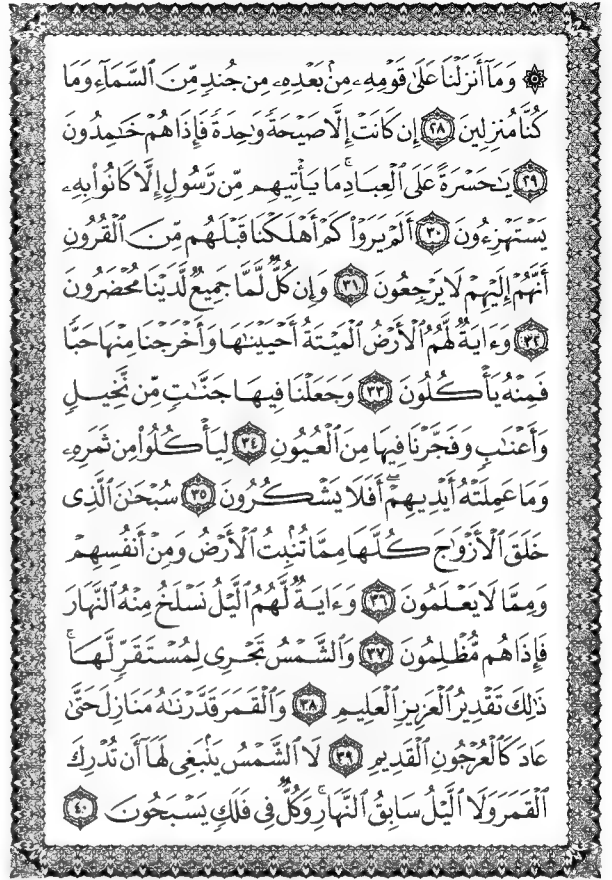 ۞ وَمَآ أَنزَلْنَا عَلَىٰ قَوْمِهِۦ مِنۢ بَعْدِهِۦ مِن جُندٍ مِّنَ ٱلسَّمَآءِ وَمَا
كُنَّا مُنزِلِينَ ٢٨ إِن كَانَتْ إِلَّا صَيْحَةً وَٰحِدَةً فَإِذَا هُمْ خَٰمِدُونَ
٢٩ يَٰحَسْرَةً عَلَى ٱلْعِبَادِ ۚ مَا يَأْتِيهِم مِّن رَّسُولٍ إِلَّا كَانُوا۟ بِهِۦ
يَسْتَهْزِءُونَ ٣٠ أَلَمْ يَرَوْا۟ كَمْ أَهْلَكْنَا قَبْلَهُم مِّنَ ٱلْقُرُونِ
أَنَّهُمْ إِلَيْهِمْ لَا يَرْجِعُونَ ٣١ وَإِن كُلٌّ لَّمَّا جَمِيعٌ لَّدَيْنَا مُحْضَرُونَ
٣٢ وَءَايَةٌ لَّهُمُ ٱلْأَرْضُ ٱلْمَيْتَةُ أَحْيَيْنَٰهَا وَأَخْرَجْنَا مِنْهَا حَبًّا
فَمِنْهُ يَأْكُلُونَ ٣٣ وَجَعَلْنَا فِيهَا جَنَّٰتٍ مِّن نَّخِيلٍ
وَأَعْنَٰبٍ وَفَجَّرْنَا فِيهَا مِنَ ٱلْعُيُونِ ٣٤ لِيَأْكُلُوا۟ مِن ثَمَرِهِۦ
وَمَا عَمِلَتْهُ أَيْدِيهِمْ ۖ أَفَلَا يَشْكُرُونَ ٣٥ سُبْحَٰنَ ٱلَّذِى
خَلَقَ ٱلْأَزْوَٰجَ كُلَّهَا مِمَّا تُنۢبِتُ ٱلْأَرْضُ وَمِنْ أَنفُسِهِمْ
وَمِمَّا لَا يَعْلَمُونَ ٣٦ وَءَايَةٌ لَّهُمُ ٱلَّيْلُ نَسْلَخُ مِنْهُ ٱلنَّهَارَ
فَإِذَا هُم مُّظْلِمُونَ ٣٧ وَٱلشَّمْسُ تَجْرِى لِمُسْتَقَرٍّ لَّهَا ۚ
ذَٰلِكَ تَقْدِيرُ ٱلْعَزِيزِ ٱلْعَلِيمِ ٣٨ وَٱلْقَمَرَ قَدَّرْنَٰهُ مَنَازِلَ حَتَّىٰ
عَادَ كَٱلْعُرْجُونِ ٱلْقَدِيمِ ٣٩ لَا ٱلشَّمْسُ يَنۢبَغِى لَهَآ أَن تُدْرِكَ
ٱلْقَمَرَ وَلَا ٱلَّيْلُ سَابِقُ ٱلنَّهَارِ ۚ وَكُلٌّ فِى فَلَكٍ يَسْبَحُونَ ٤٠